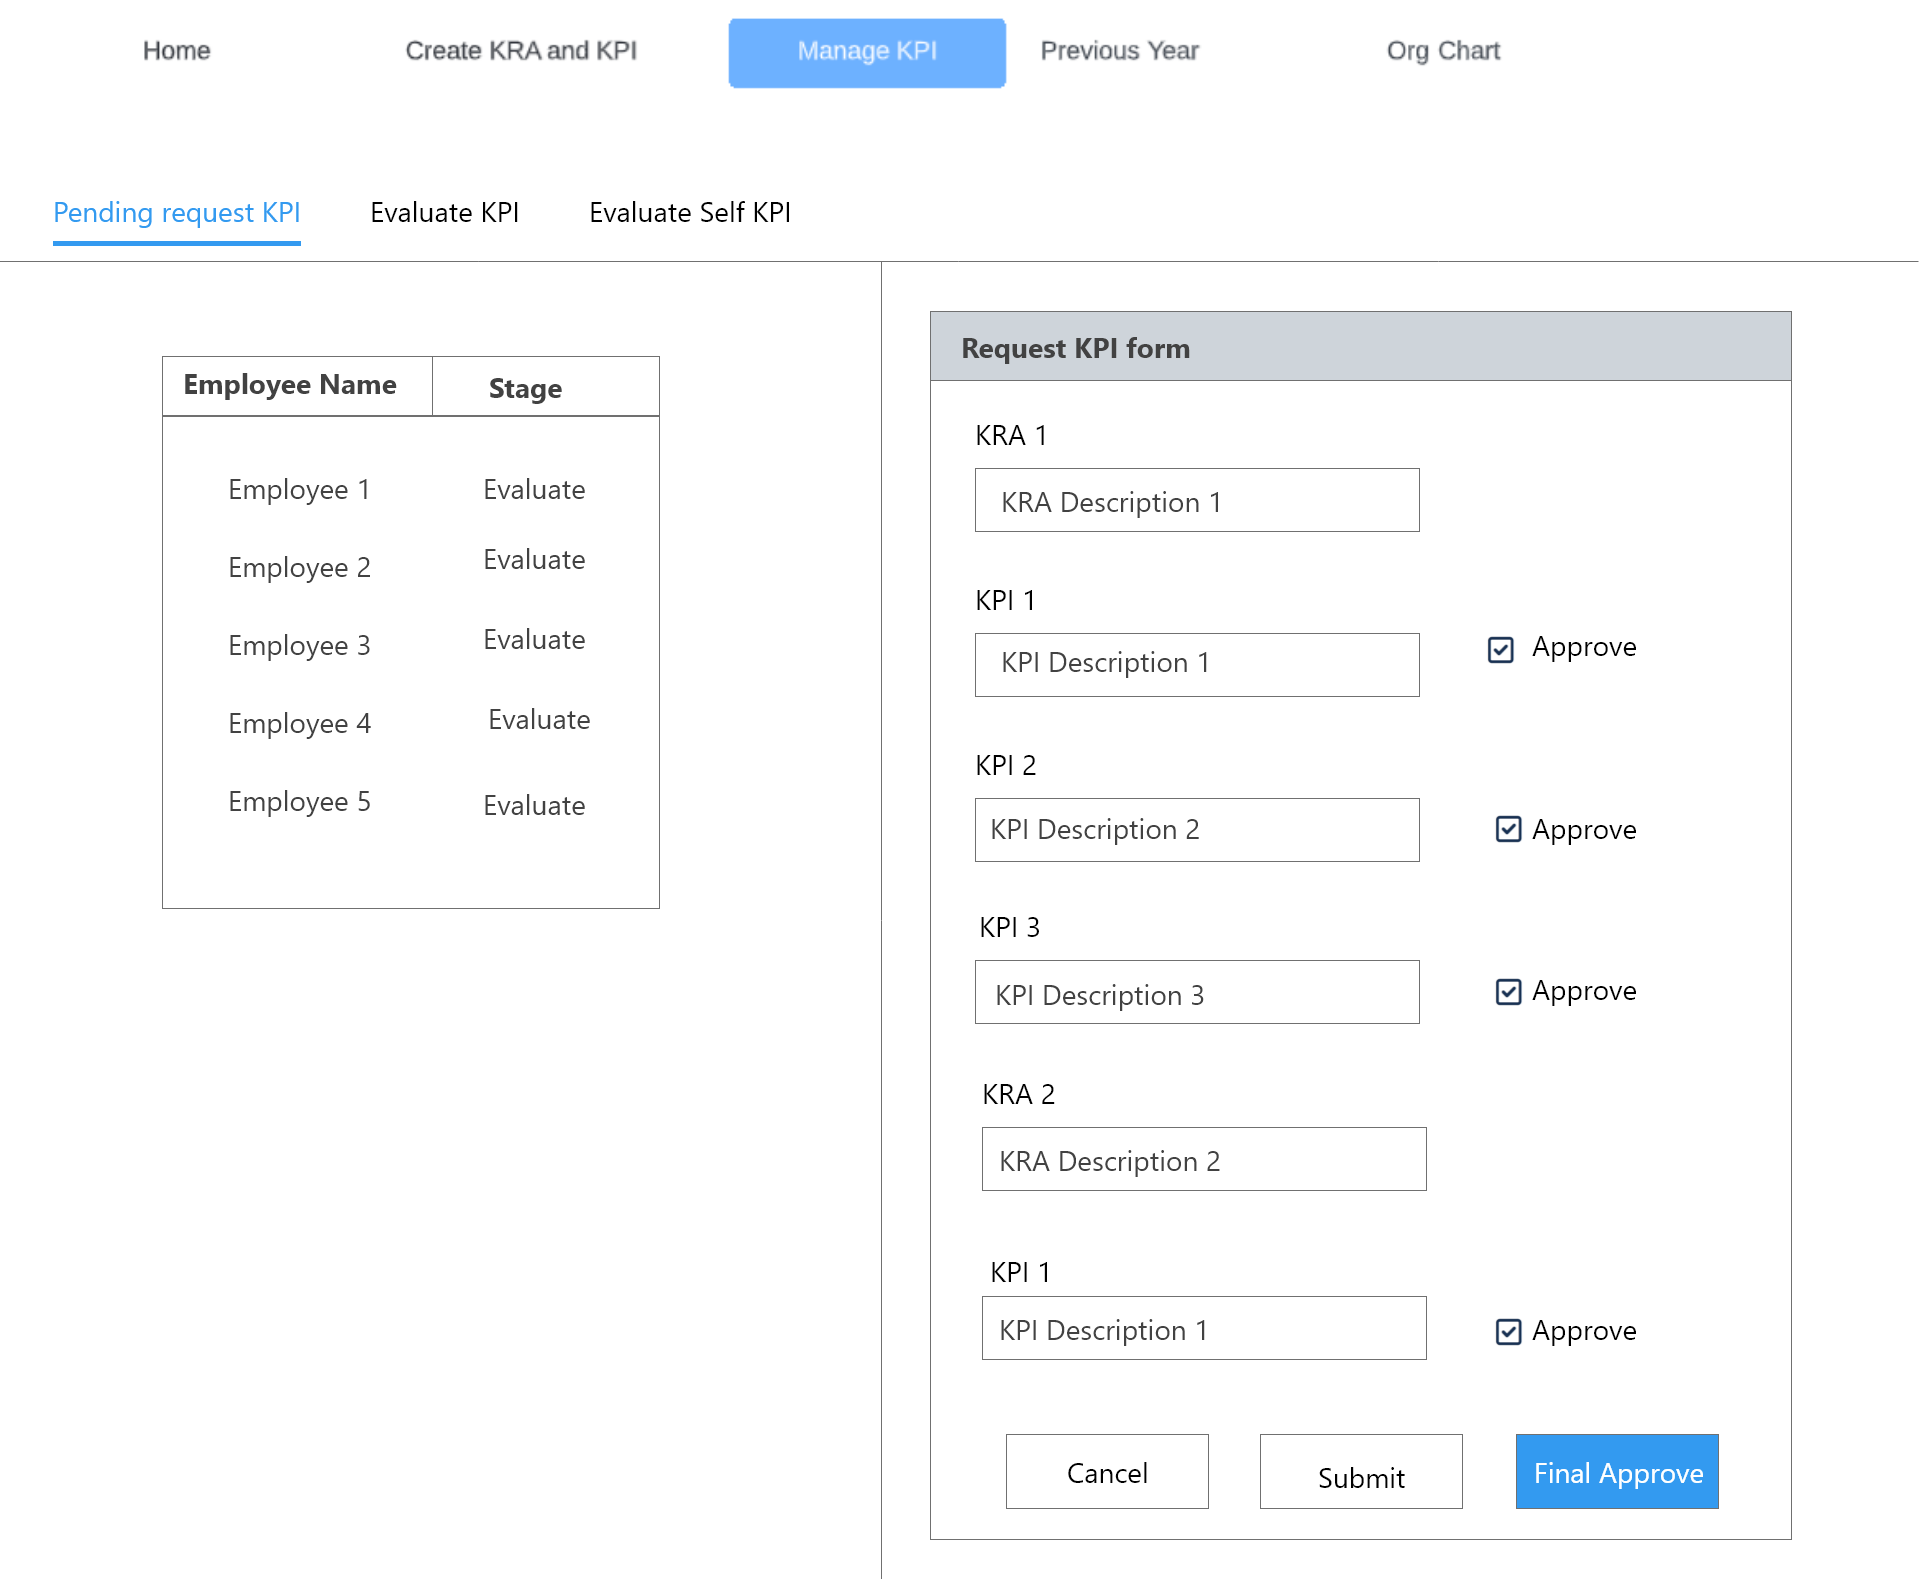 Home Create KRA and KPI Manage KPI Previous Year Org Chart
Pending request KPI Evaluate KPI Evaluate Self KPI
Employee Name Stage
Employee 1 Evaluate
Employee 2 Evaluate
Employee 3 Evaluate
Employee 4 Evaluate
Employee 5 Evaluate
Request KPI form
KRA 1
KRA Description 1
KPI 1
KPI Description 1 Approve
KPI 2
KPI Description 2 Approve
KPI 3
KPI Description 3 Approve
KRA 2
KRA Description 2
KPI 1
KPI Description 1 Approve
Cancel Submit Final Approve